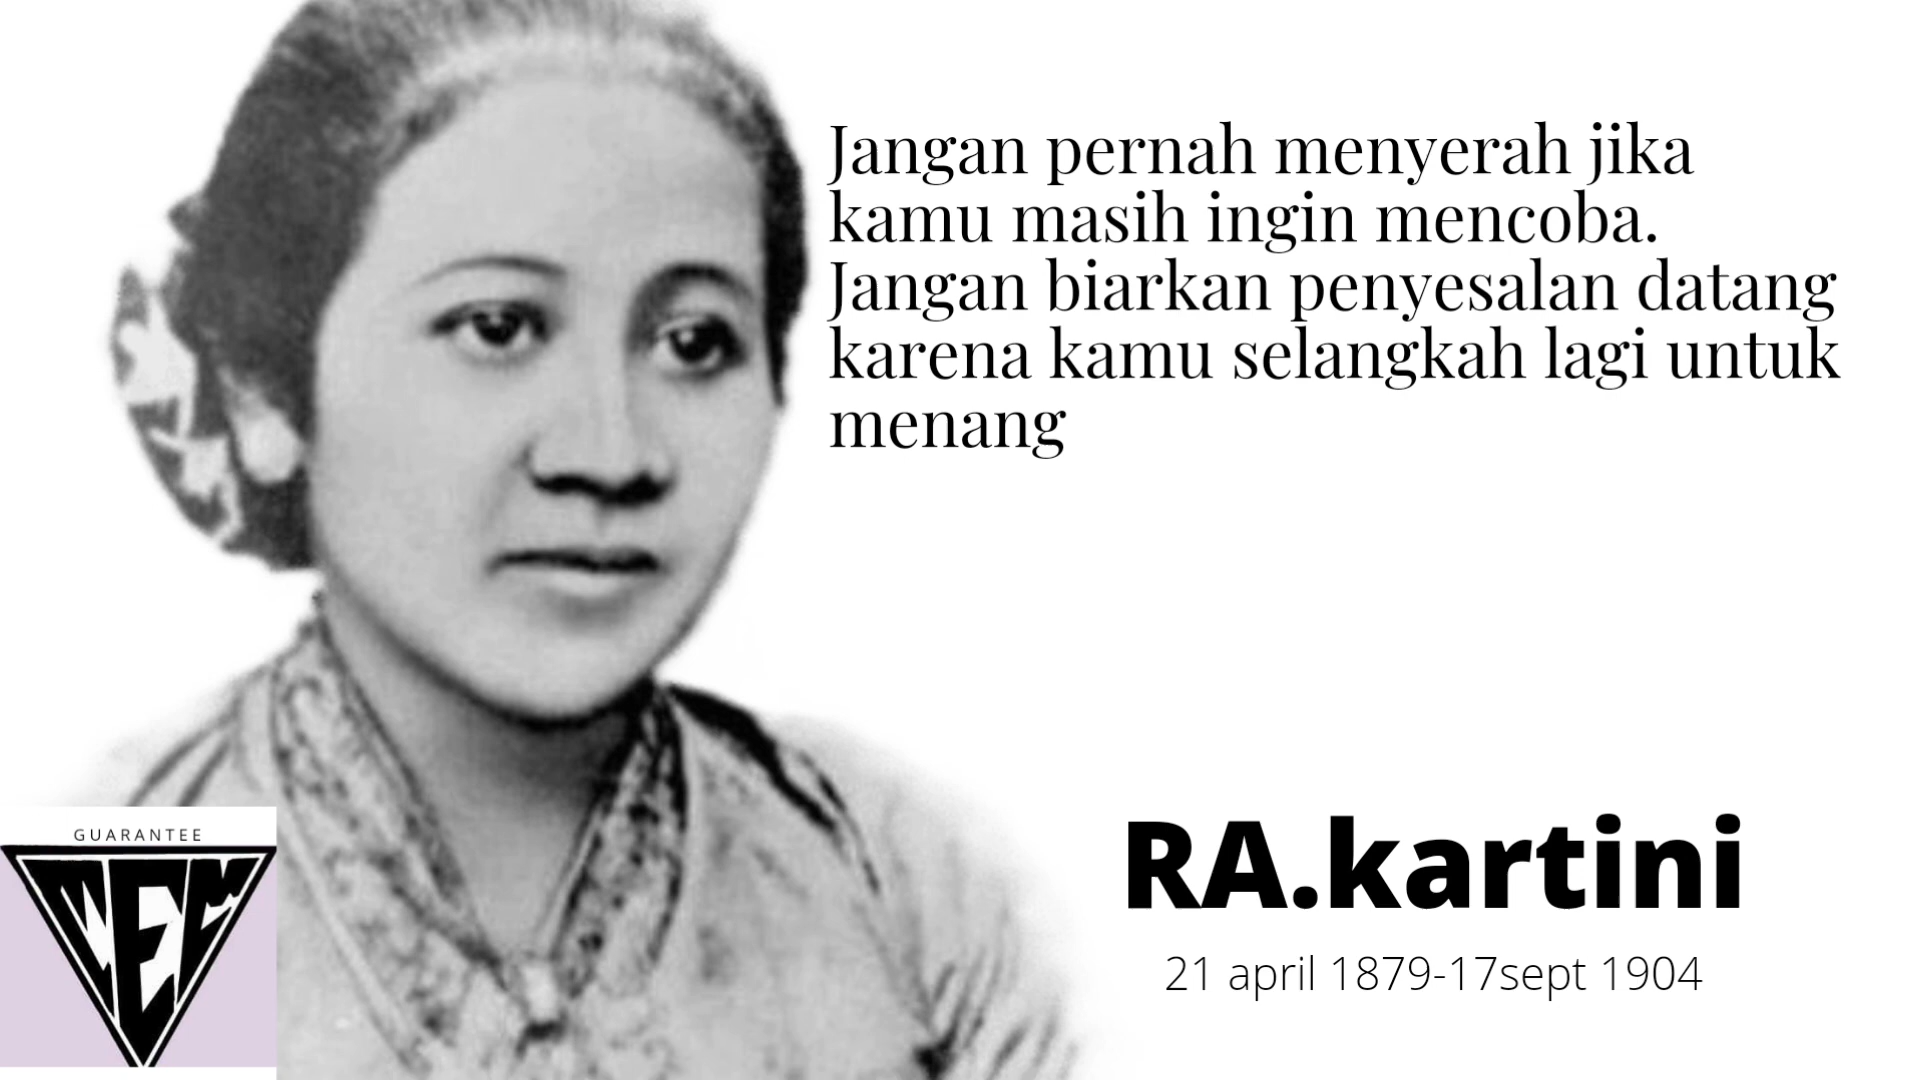 Jangan pernah menyerah jika
kamu masih ingin mencoba.
Jangan biarkan penyesalan datang
karena kamu selangkah lagi untuk
menang
RA.kartini
21 april 1879-17sept 1904
GUARANTEE